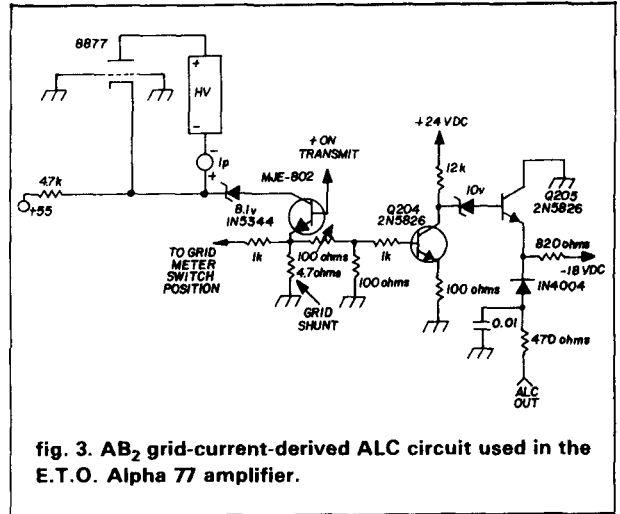 8877
+
HV
-
-
Ip
+
4.7k
+55
8.1v
1N5344
MJE-802
+ ON
TRANSMIT
+24 VDC
12k
10v
Q204
2N5826
Q205
2N5826
TO GRID
METER
SWITCH
POSITION
1k
100 ohms
4.7ohms
100 ohms
1k
GRID
SHUNT
100 ohms
820 ohms
-18 VDC
1N4004
0.01
470 ohms
ALC
OUT
fig. 3. AB2 grid-current-derived ALC circuit used in the
E.T.O. Alpha 77 amplifier.